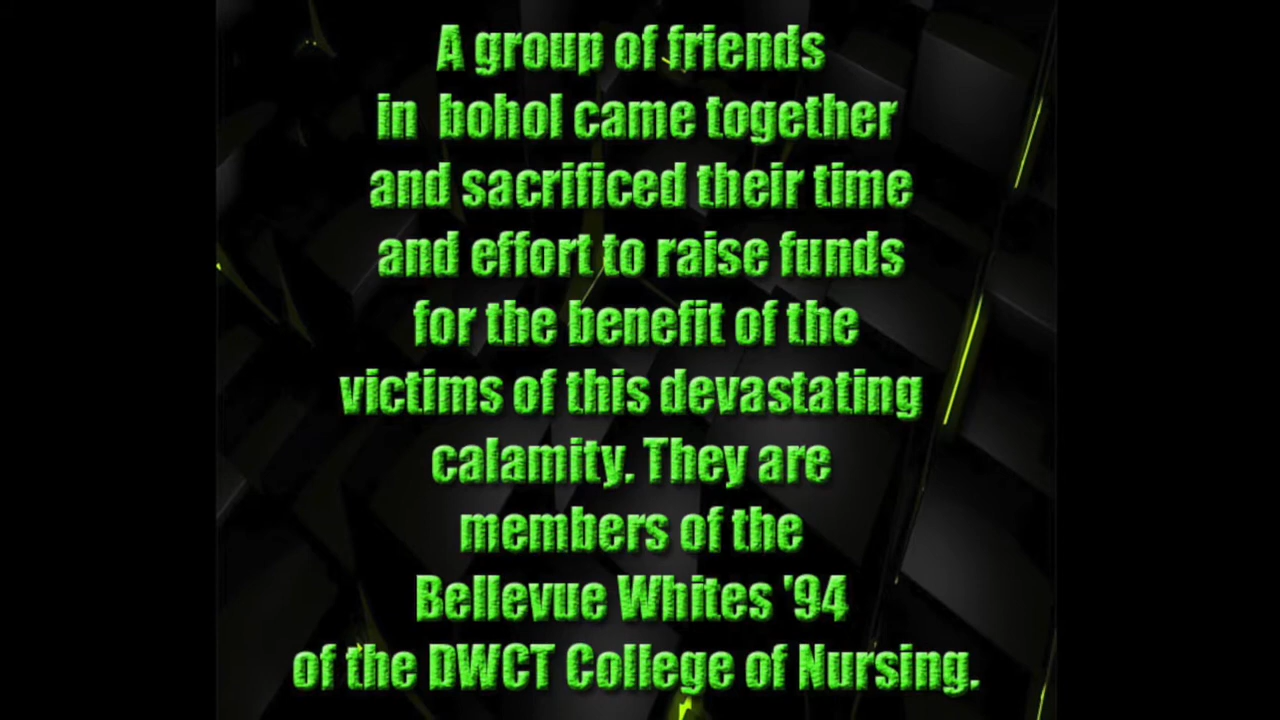 A group of friends
in bohol came together
and sacrificed their time
and effort to raise funds
for the benefit of the
victims of this devastating
calamity. They are
members of the
Bellevue Whites '94
of the DWCT College of Nursing.